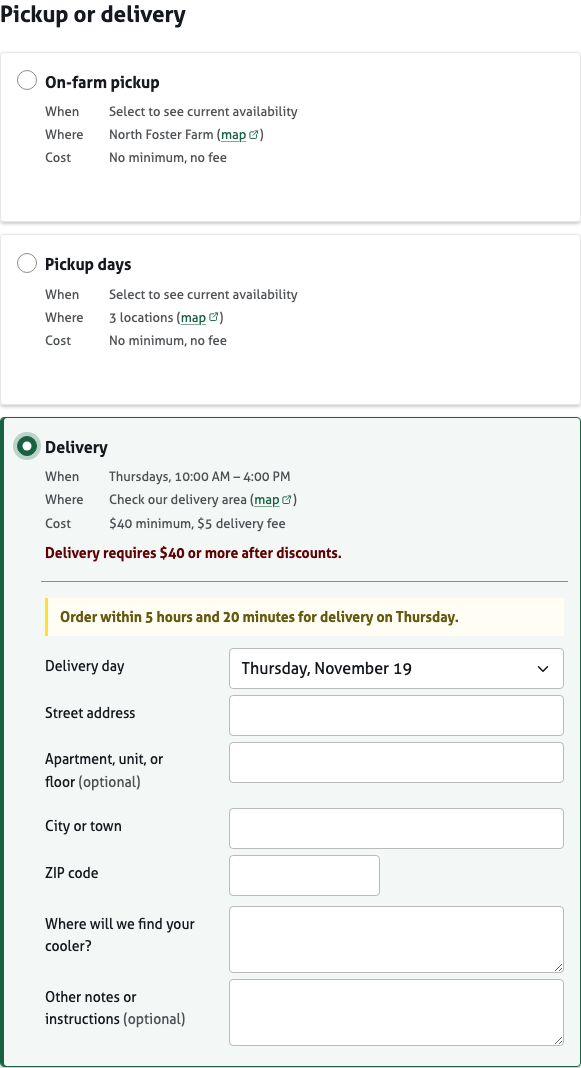 Pickup or delivery
On-farm pickup
When Select to see current availability
Where North Foster Farm (map)
Cost No minimum, no fee
Pickup days
When Select to see current availability
Where 3 locations (map)
Cost No minimum, no fee
Delivery
When Thursdays, 10:00 AM – 4:00 PM
Where Check our delivery area (map)
Cost $40 minimum, $5 delivery fee
Delivery requires $40 or more after discounts.
Order within 5 hours and 20 minutes for delivery on Thursday.
Delivery day Thursday, November 19
Street address
Apartment, unit, or
floor (optional)
City or town
ZIP code
Where will we find your
cooler?
Other notes or
instructions (optional)